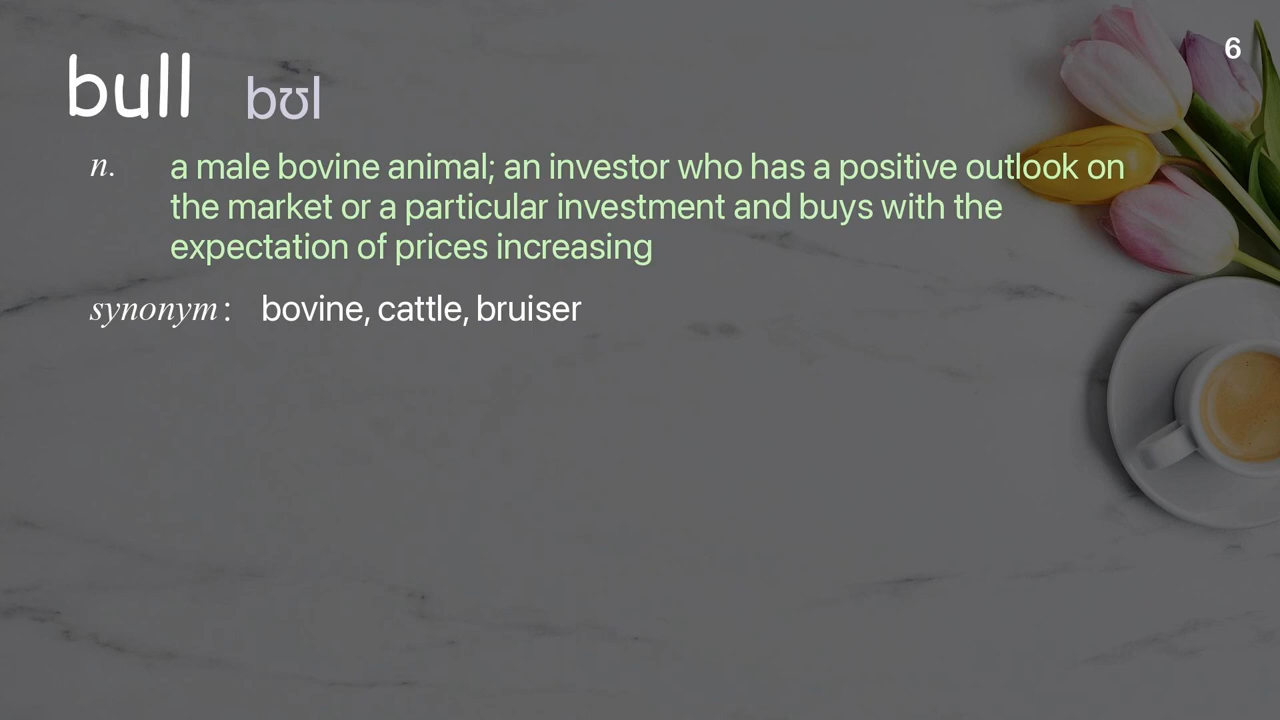 6
bull bʊl
n. a male bovine animal; an investor who has a positive outlook on
the market or a particular investment and buys with the
expectation of prices increasing
synonym: bovine, cattle, bruiser